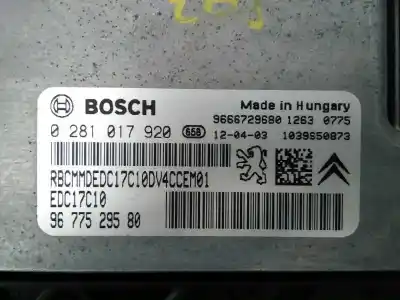 BOSCH
Made in Hungary
0 281 017 920 658
9666729680 1263 0775
12-04-03 1039S50873
RBCMMDEDC17C10DV4CCEM01
EDC17C10
96 775 295 80